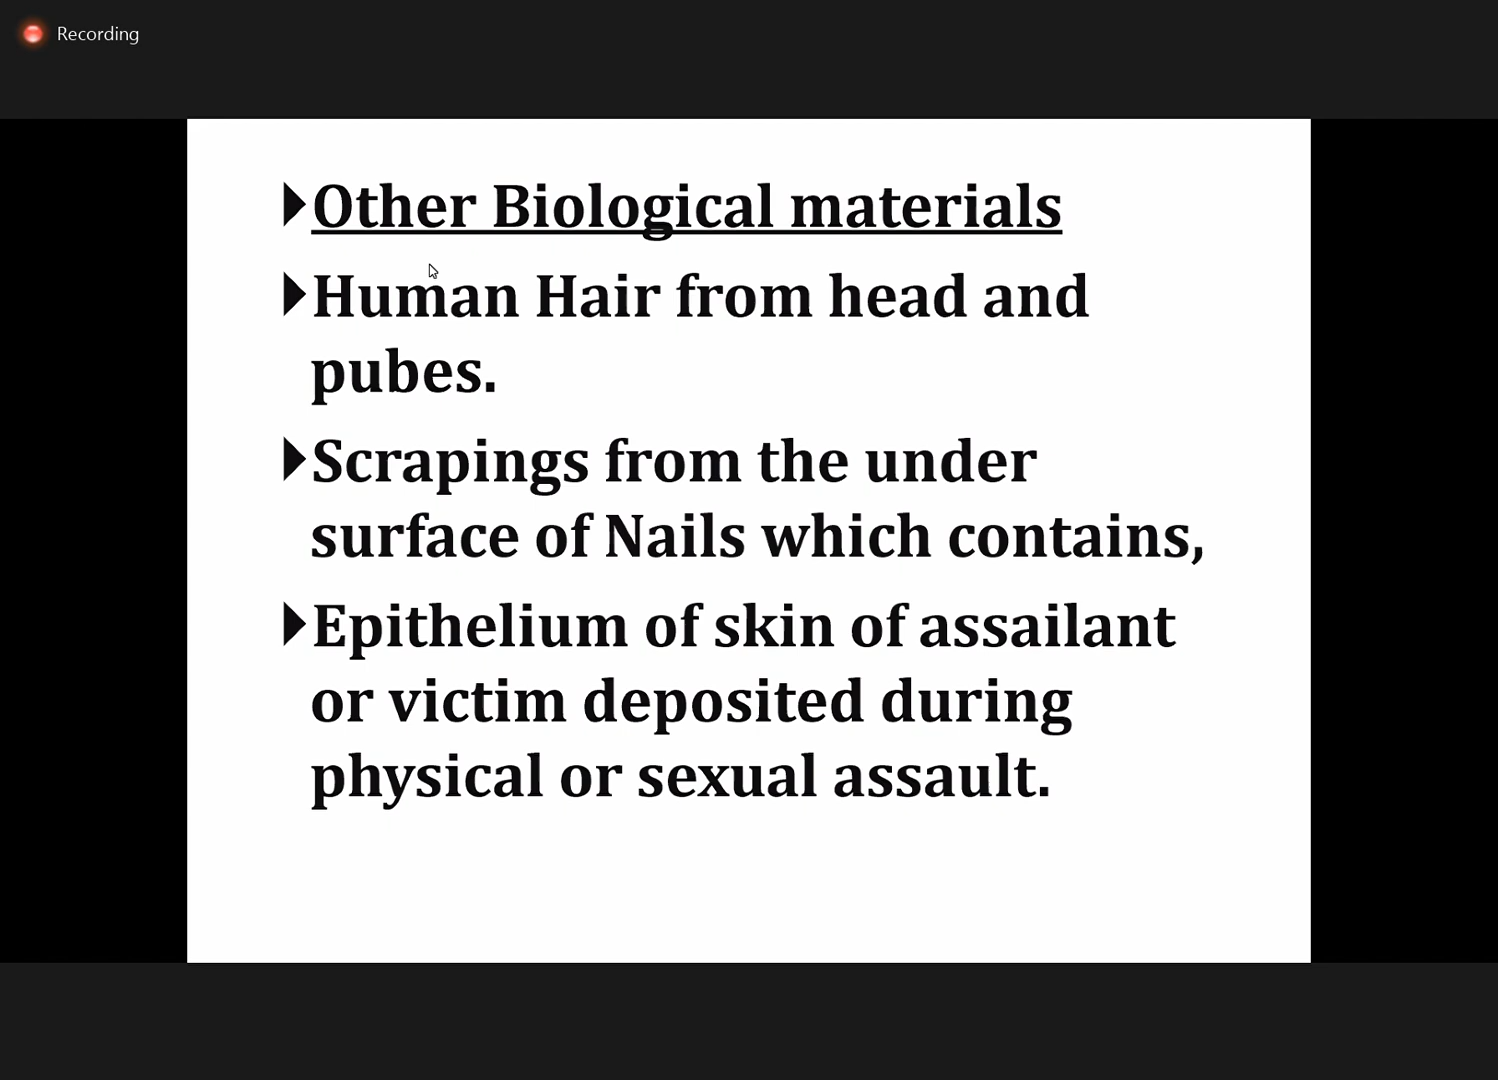 Recording
Other Biological materials
Human Hair from head and
pubes.
Scrapings from the under
surface of Nails which contains,
Epithelium of skin of assailant
or victim deposited during
physical or sexual assault.